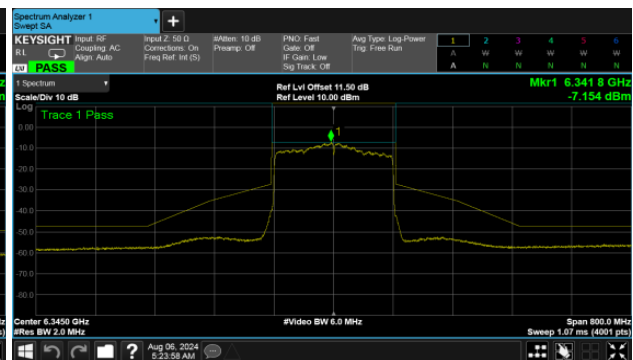 Spectrum Analyzer 1
Swept SA
+
KEYSIGHT Input: RF Input Z: 50 Ω #Atten: 10 dB PNO: Fast Avg Type: Log-Power 1 2 3 4 5 6
RL Coupling: AC Corrections: On Preamp: Off Gate: Off Trig: Free Run A W W W W W
Align: Auto Freq Ref: Int (S) IF Gain: Low
LXI PASS Sig Track: Off A N N N N N
1 Spectrum Ref Lvl Offset 11.50 dB Mkr1 6.341 8 GHz
Scale/Div 10 dB Ref Level 10.00 dBm -7.154 dBm
Log
Trace 1 Pass
0.00
1
-10.0
-20.0
-30.0
-40.0
-50.0
-60.0
-70.0
-80.0
Center 6.3450 GHz #Video BW 6.0 MHz Span 800.0 MHz
#Res BW 2.0 MHz Sweep 1.07 ms (4001 pts)
? Aug 06, 2024
5:23:58 AM